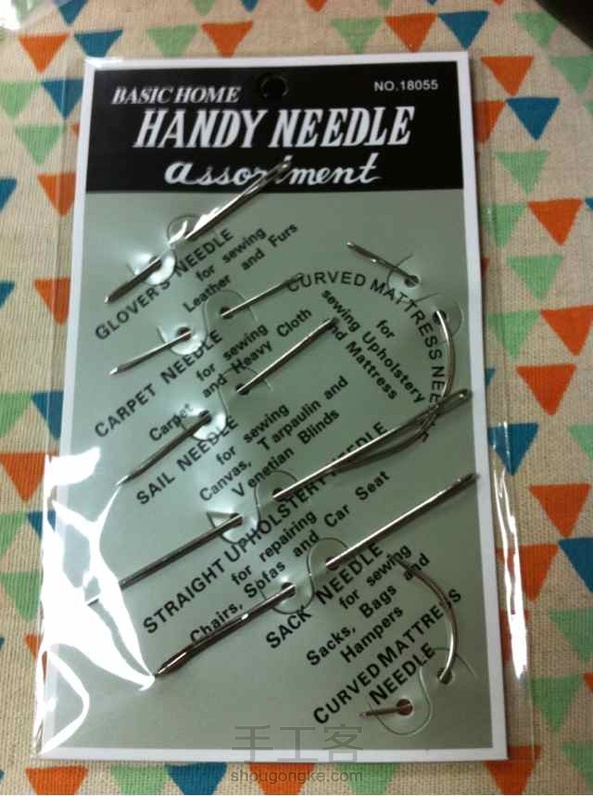 BASIC HOME
NO.18055
HANDY NEEDLE
assortment
GLOVER'S NEEDLE
for sewing
Leather and Furs
CURVED MATTRESS NEE
for
sewing Upholstery
nd Mattress
CARPET NEEDLE
for sewing
Carpet and Heavy Cloth
SAIL NEEDLE
for sewing
Canvas, Tarpaulin and
Venetian Blinds
STRAIGHT UPHOLSTERY NEEDLE
for repairing
Chairs, Sofas and Car Seat
SACK NEEDLE
for sewing
Sacks, Bags and
Hampers
CURVED MATTRESS
NEEDLE
手工客
shougongke.com